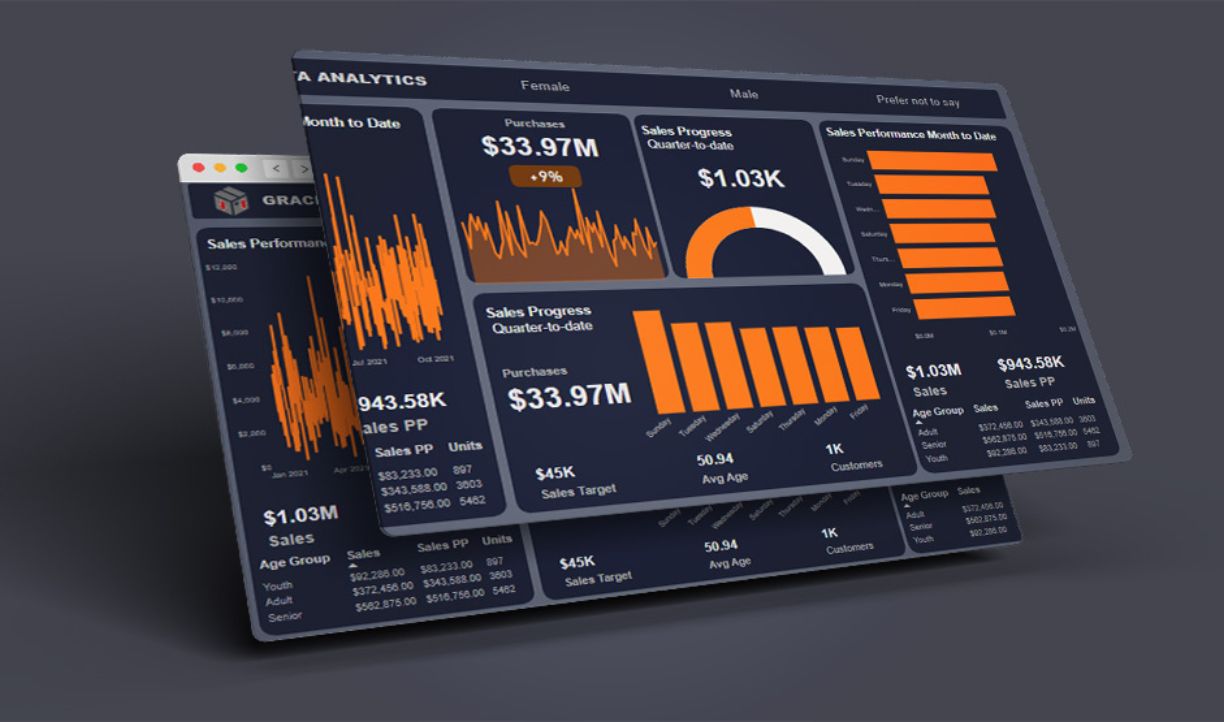 TA ANALYTICS
Female
Male
Prefer not to say
Month to Date
Jul 2021
Oct 2021
943.58K
ales PP
Sales PP Units
$83,233.00 897
$343,588.00 3603
$516,756.00 5462
Purchases
$33.97M
+9%
Sales Progress
Quarter-to-date
$1.03K
Sales Progress
Quarter-to-date
Purchases
$33.97M
Sunday
Tuesday
Wednesday
Saturday
Thursday
Monday
Friday
$45K
Sales Target
50.94
Avg Age
1K
Customers
Sales Performance Month to Date
Sunday
Tuesday
Wedn...
Saturday
Thurs...
Monday
Friday
$0.0M
$0.1M
$0.2M
$1.03M
Sales
$943.58K
Sales PP
Age Group Sales Sales PP Units
Adult $372,456.00 $343,588.00 3603
Senior $562,875.00 $516,756.00 5462
Youth $92,286.00 $83,233.00 897
GRACI
Sales Performan
$12,000
$10,000
$8,000
$6,000
$4,000
$2,000
$0
Jan 2021
Apr 202
$1.03M
Sales
Age Group Sales Sales PP Units
Youth $92,286.00 $83,233.00 897
Adult $372,456.00 $343,588.00 3603
Senior $562,875.00 $516,756.00 5462
Sunday
Tuesday
Wednesday
Saturday
Thursday
Monday
Friday
$45K
Sales Target
50.94
Avg Age
1K
Customers
Age Group Sales
Adult $372,456.00
Senior $562,875.00
Youth $92,286.00